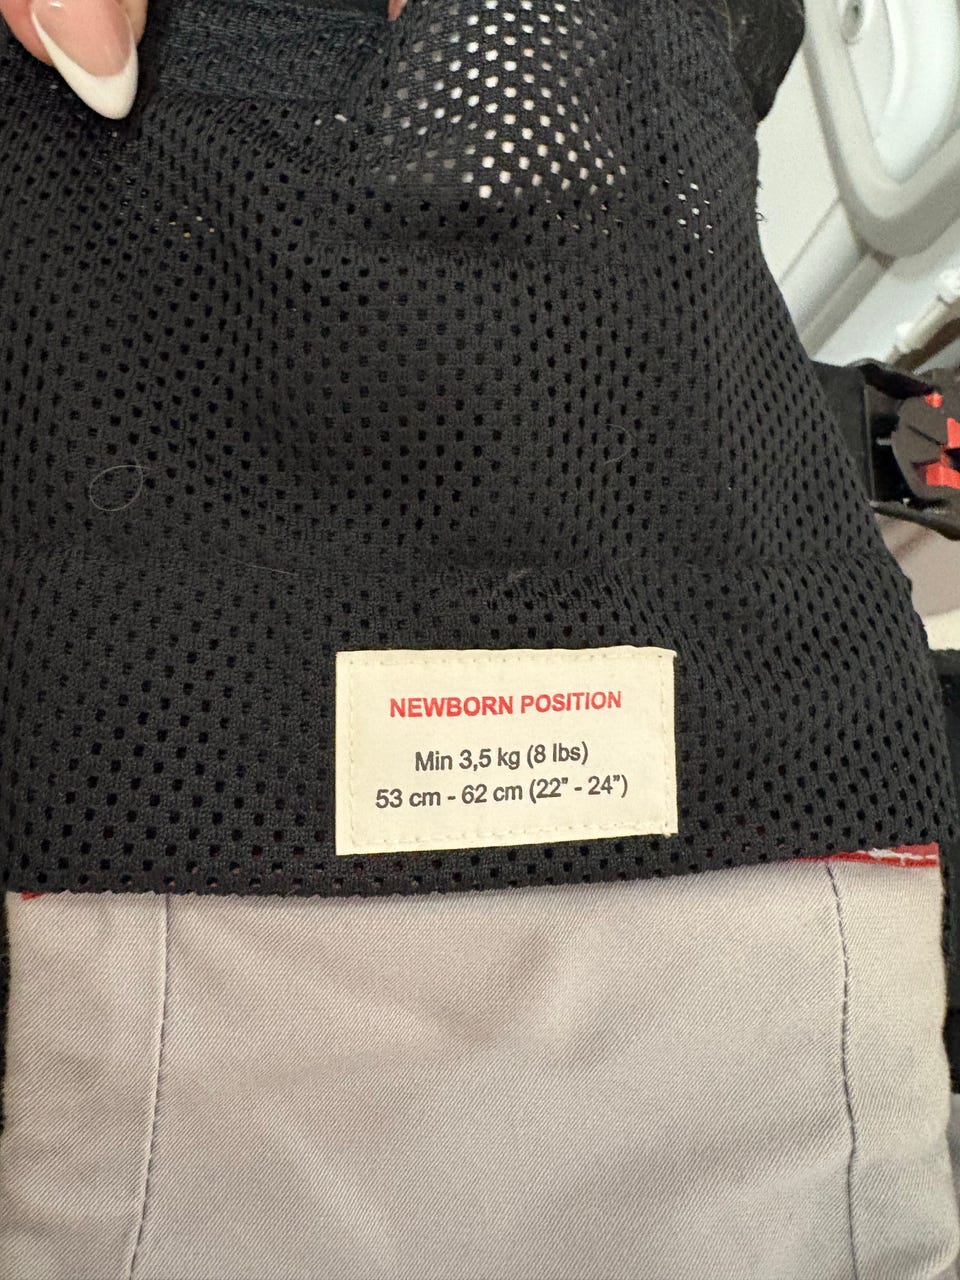 NEWBORN POSITION
Min 3,5 kg (8 lbs)
53 cm - 62 cm (22” - 24”)